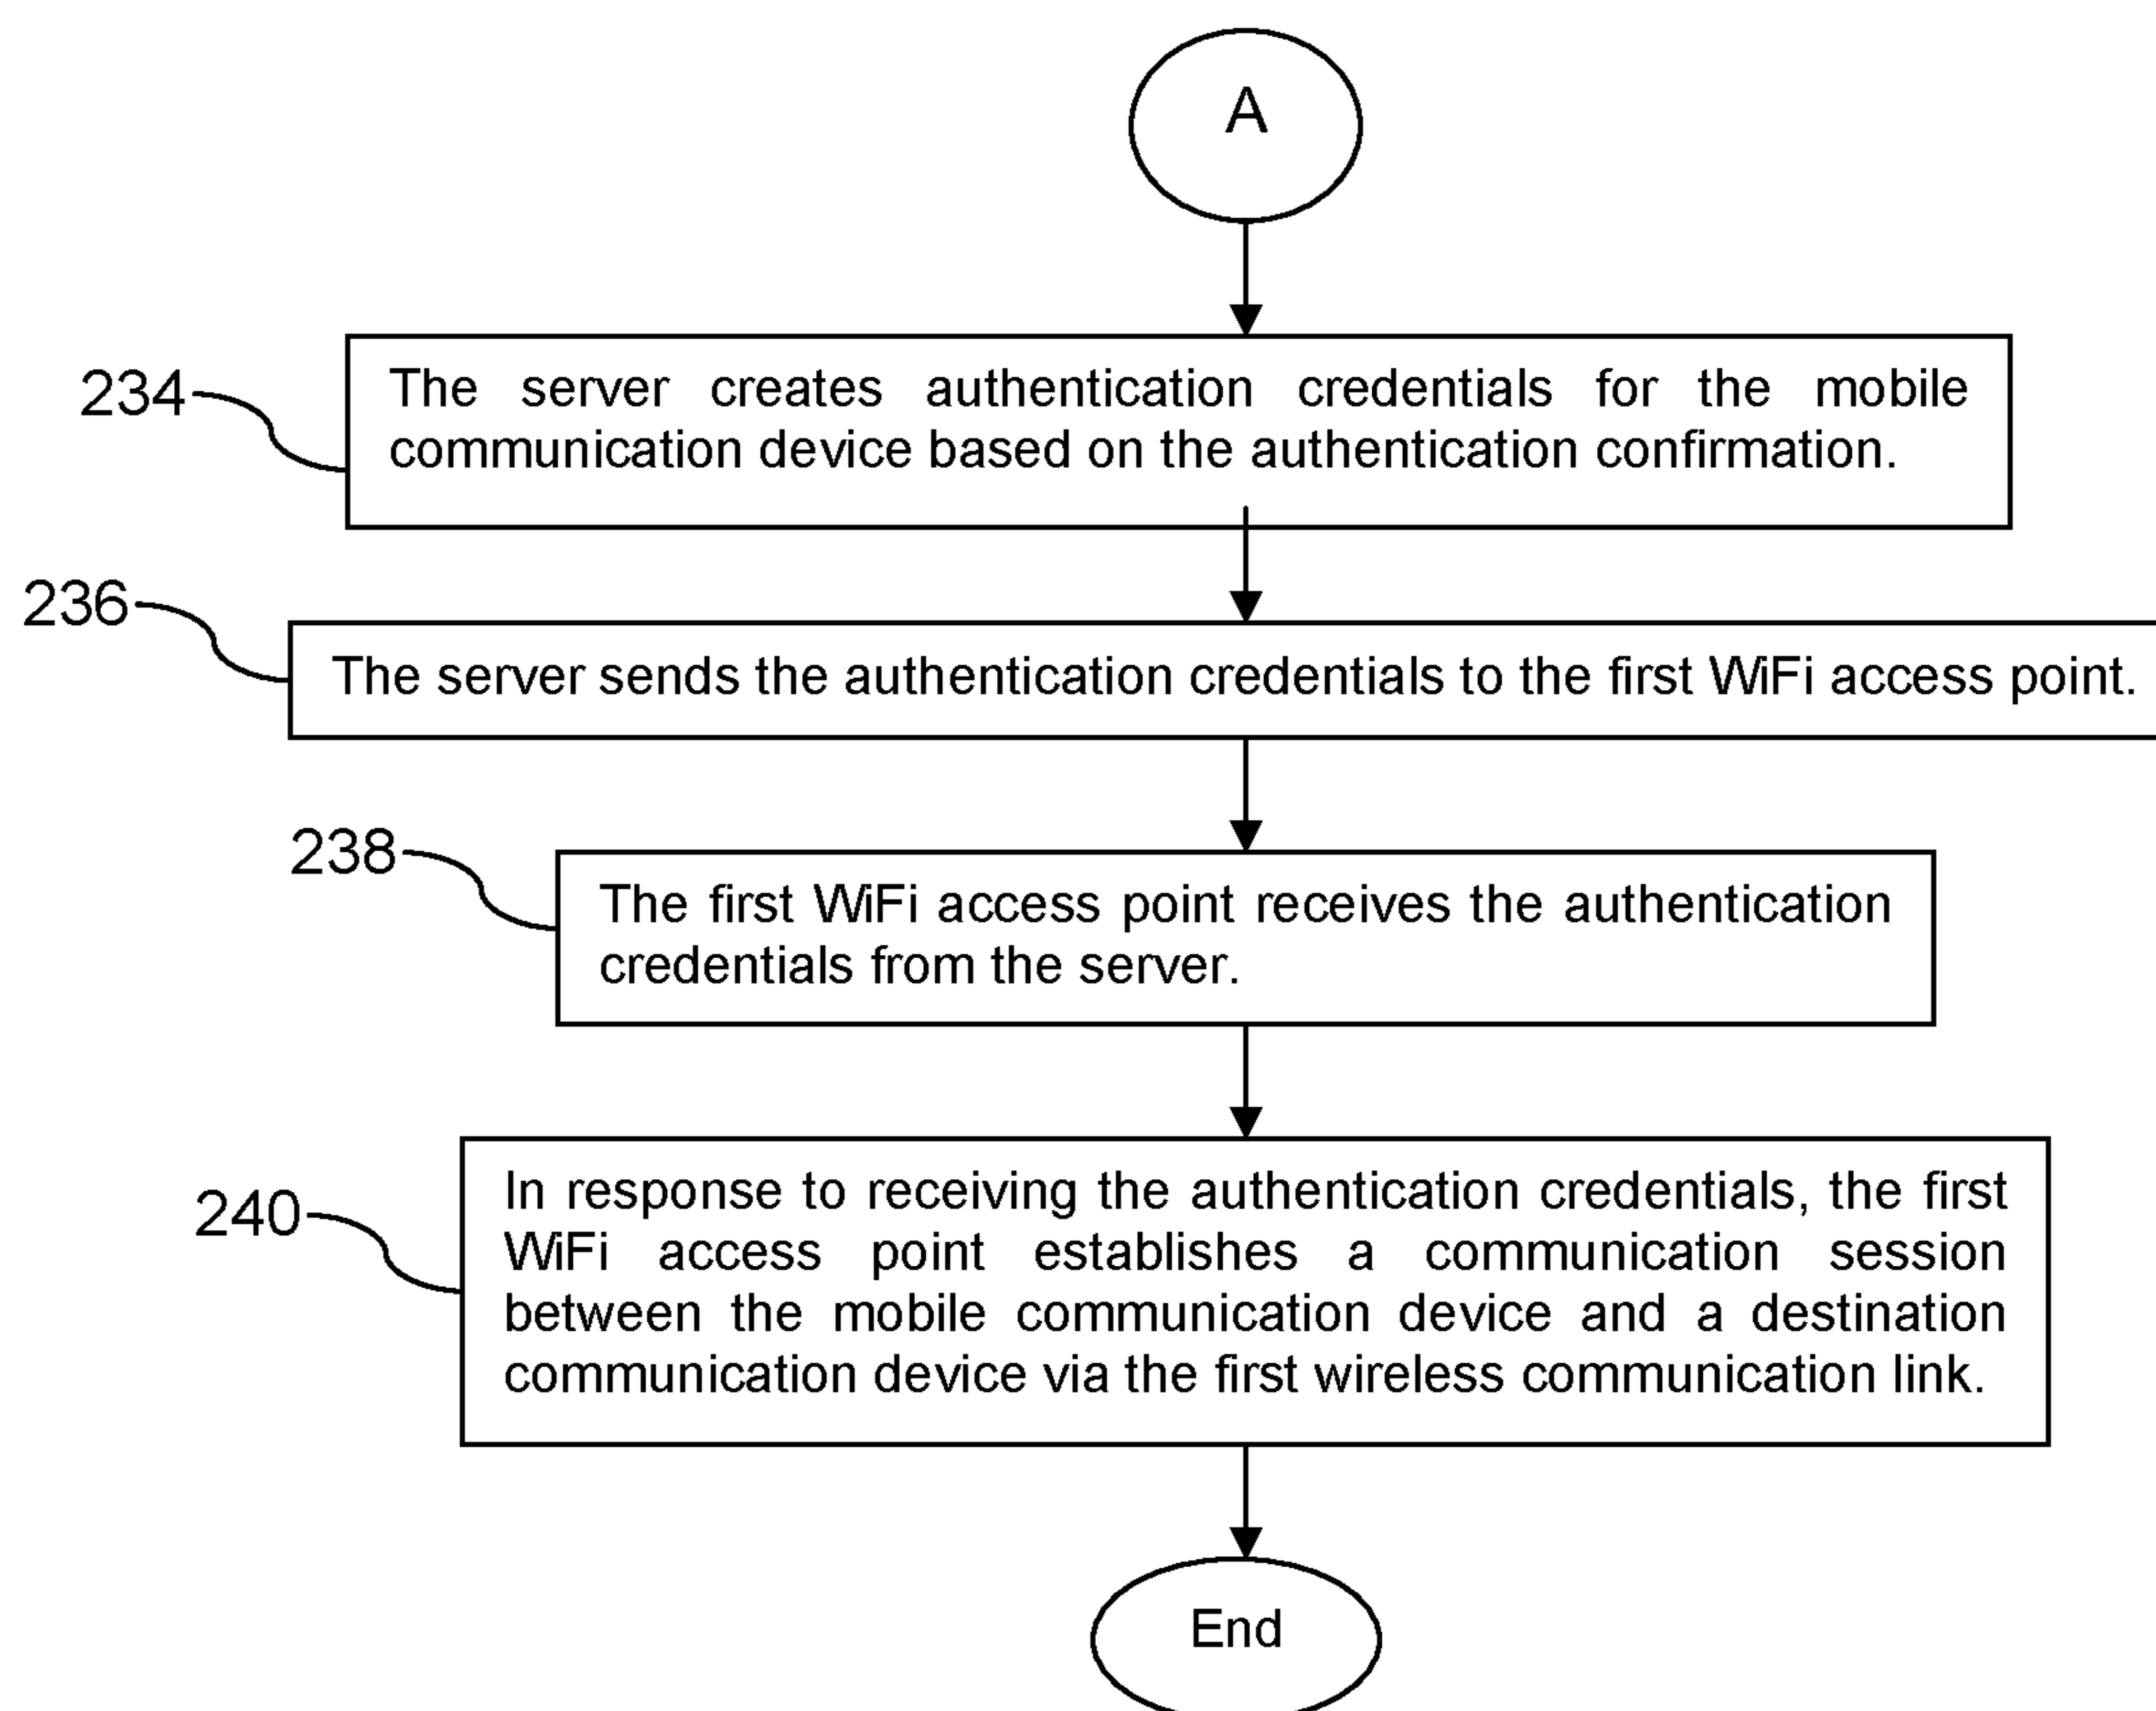 A
234
The server creates authentication credentials for the mobile
communication device based on the authentication confirmation.
236
The server sends the authentication credentials to the first WiFi access point.
238
The first WiFi access point receives the authentication
credentials from the server.
240
In response to receiving the authentication credentials, the first
WiFi access point establishes a communication session
between the mobile communication device and a destination
communication device via the first wireless communication link.
End